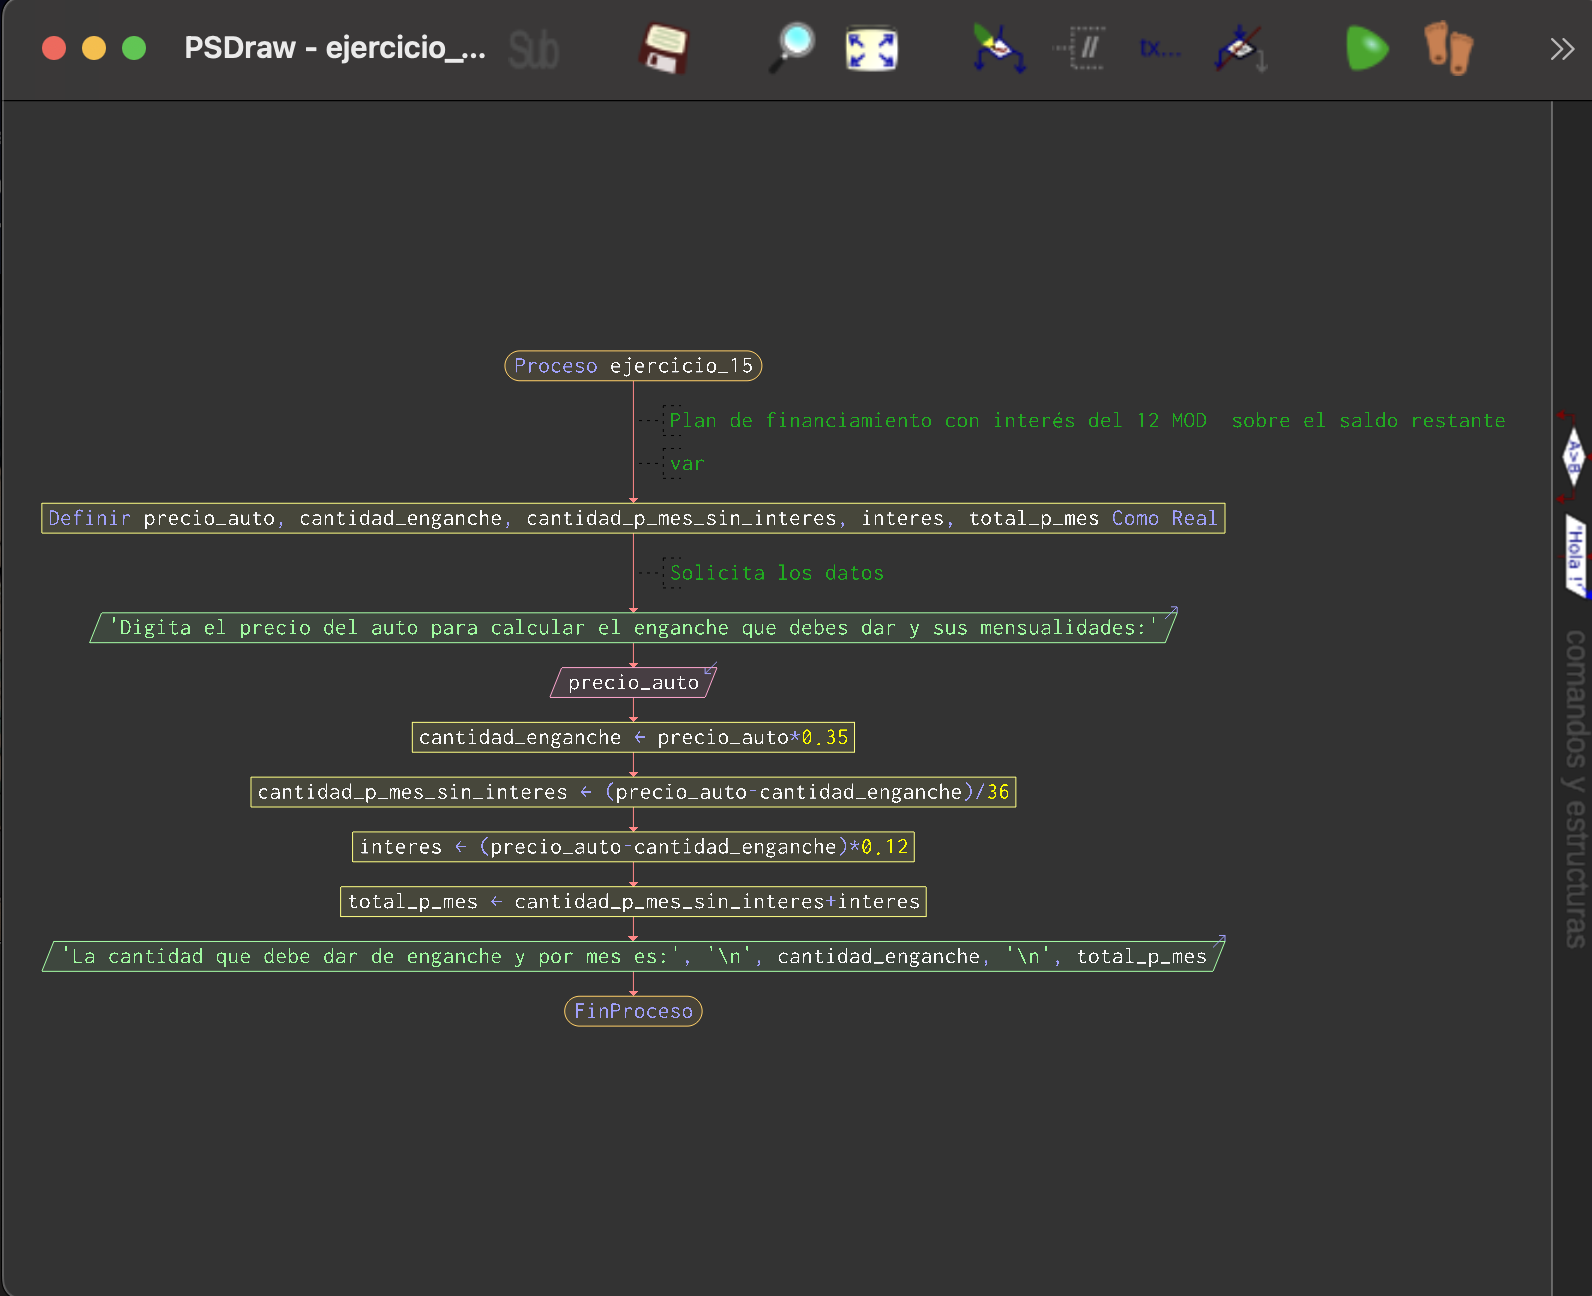 PSDraw - ejercicio_...
Sub
//
tx...
Proceso ejercicio_15
Plan de financiamiento con interés del 12 MOD  sobre el saldo restante
var
Definir precio_auto, cantidad_enganche, cantidad_p_mes_sin_interes, interes, total_p_mes Como Real
Solicita los datos
'Digita el precio del auto para calcular el enganche que debes dar y sus mensualidades:'
precio_auto
cantidad_enganche ← precio_auto*0.35
cantidad_p_mes_sin_interes ← (precio_auto-cantidad_enganche)/36
interes ← (precio_auto-cantidad_enganche)*0.12
total_p_mes ← cantidad_p_mes_sin_interes+interes
'La cantidad que debe dar de enganche y por mes es:', '\n', cantidad_enganche, '\n', total_p_mes
FinProceso
A>B
"Hola !"
comandos y estructuras